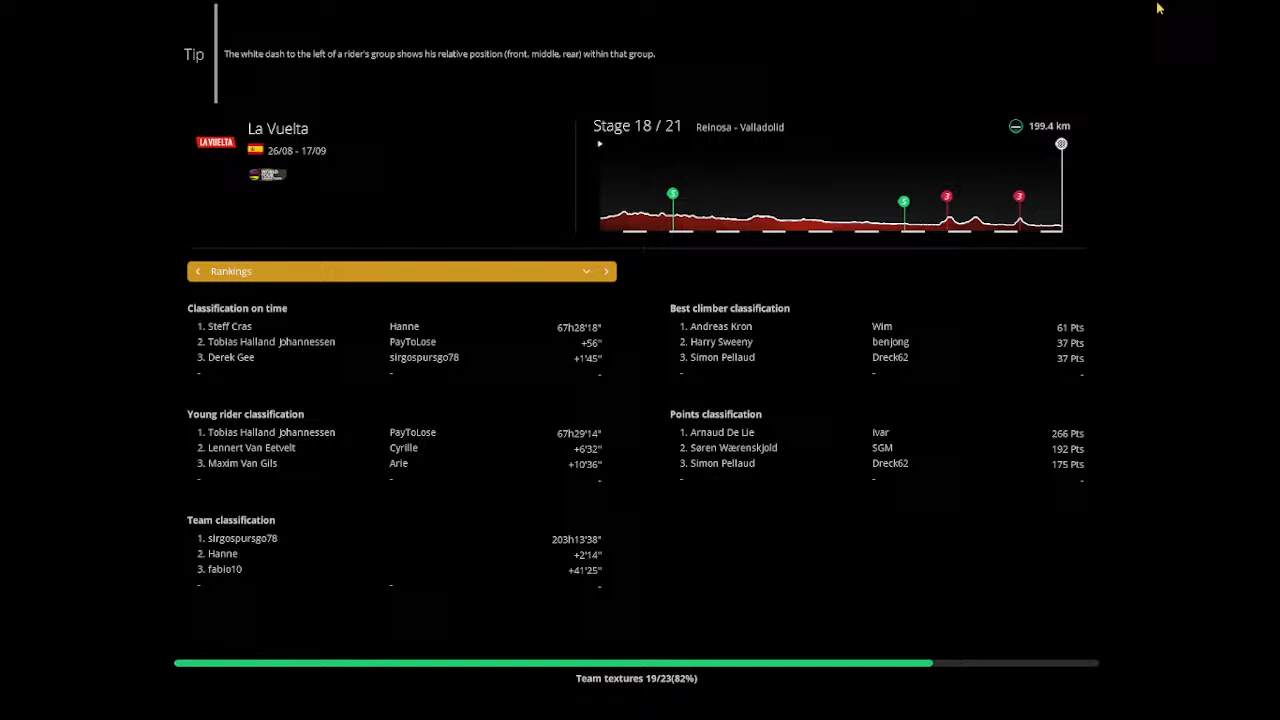 Tip
The white dash to the left of a rider's group shows his relative position (front, middle, rear) within that group.
LA VUELTA
La Vuelta
26/08 - 17/09
WORLD TOUR
Stage 18 / 21 Reinosa - Valladolid 199.4 km
S S 3 3
Rankings
Classification on time
1. Steff Cras Hanne 67h28'18"
2. Tobias Halland Johannessen PayToLose +56"
3. Derek Gee sirgospursgo78 +1'45"
- - -
Best climber classification
1. Andreas Kron Wim 61 Pts
2. Harry Sweeny benjong 37 Pts
3. Simon Pellaud Dreck62 37 Pts
- - -
Young rider classification
1. Tobias Halland Johannessen PayToLose 67h29'14"
2. Lennert Van Eetvelt Cyrille +6'32"
3. Maxim Van Gils Arie +10'36"
- - -
Points classification
1. Arnaud De Lie Ivar 266 Pts
2. Søren Wærenskjold SGM 192 Pts
3. Simon Pellaud Dreck62 175 Pts
- - -
Team classification
1. sirgospursgo78 203h13'38"
2. Hanne +2'14"
3. fabio10 +41'25"
- - -
Team textures 19/23(82%)